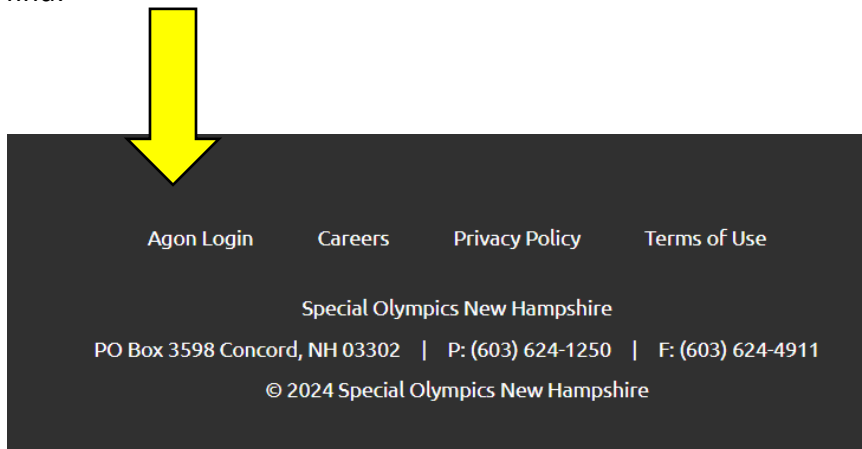 Agon Login Careers Privacy Policy Terms of Use
Special Olympics New Hampshire
PO Box 3598 Concord, NH 03302 | P: (603) 624-1250 | F: (603) 624-4911
© 2024 Special Olympics New Hampshire